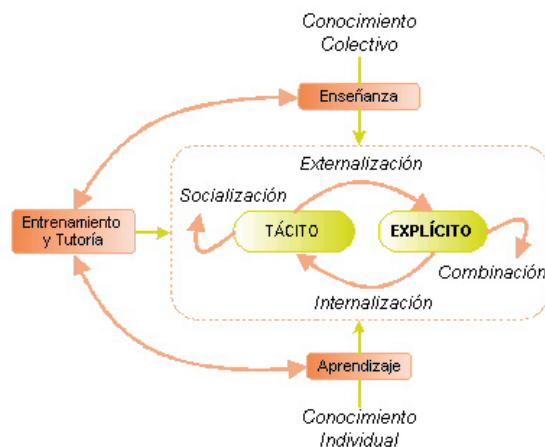 Conocimiento
Colectivo
Enseñanza
Externalización
Socialización
Entrenamiento
y Tutoría
TÁCITO
EXPLÍCITO
Combinación
Internalización
Aprendizaje
Conocimiento
Individual